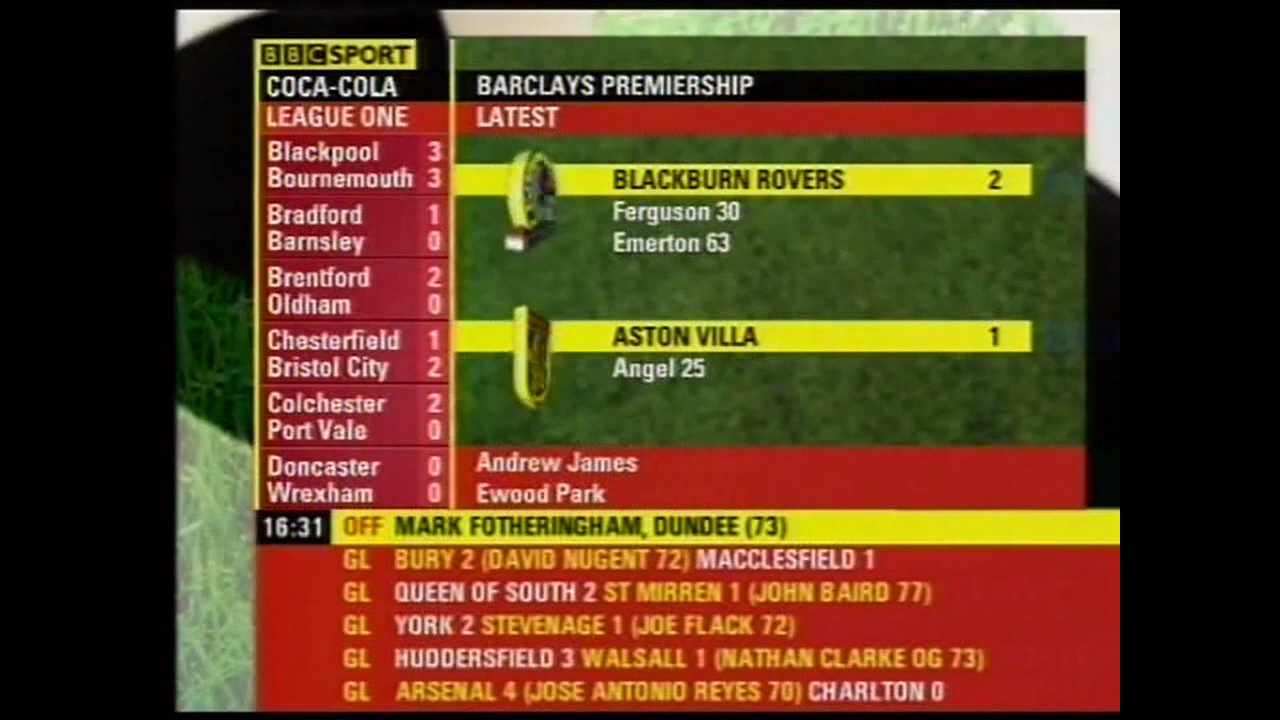 BBC SPORT
COCA-COLA
LEAGUE ONE
Blackpool 3
Bournemouth 3
Bradford 1
Barnsley 0
Brentford 2
Oldham 0
Chesterfield 1
Bristol City 2
Colchester 2
Port Vale 0
Doncaster 0
Wrexham 0
BARCLAYS PREMIERSHIP
LATEST
BLACKBURN ROVERS 2
Ferguson 30
Emerton 63
ASTON VILLA 1
Angel 25
Andrew James
Ewood Park
16:31 OFF MARK FOTHERINGHAM, DUNDEE (73)
GL BURY 2 (DAVID NUGENT 72) MACCLESFIELD 1
GL QUEEN OF SOUTH 2 ST MIRREN 1 (JOHN BAIRD 77)
GL YORK 2 STEVENAGE 1 (JOE FLACK 72)
GL HUDDERSFIELD 3 WALSALL 1 (NATHAN CLARKE OG 73)
GL ARSENAL 4 (JOSE ANTONIO REYES 70) CHARLTON 0